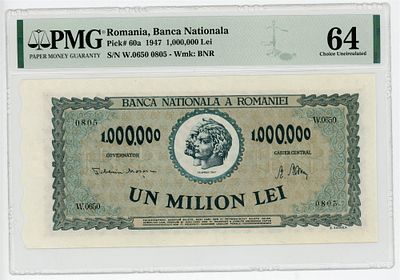 PMG
PAPER MONEY GUARANTY
Romania, Banca Nationala
Pick# 60a 1947 1,000,000 Lei
S/N W.0650 0805 - Wmk: BNR
64
Choice Uncirculated
BANCA NATIONALA A ROMANIEI
0805 W.0650
1.000.000 1.000.000
GUVERNATOR CASIER CENTRAL
UN MILION LEI
W.0650 0805